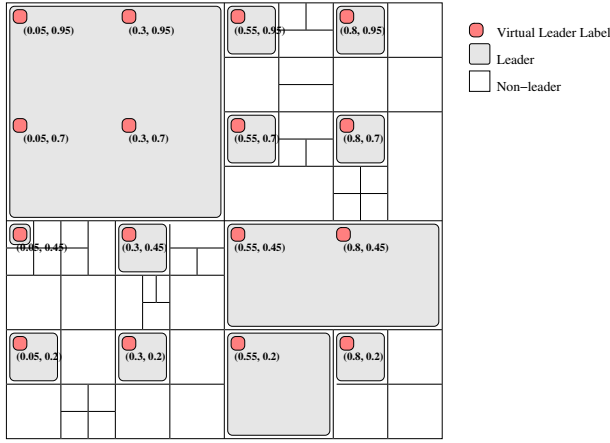 (0.05, 0.95) (0.3, 0.95) (0.55, 0.95) (0.8, 0.95)
Virtual Leader Label
Leader
Non−leader
(0.05, 0.7) (0.3, 0.7) (0.55, 0.7) (0.8, 0.7)
(0.05, 0.45) (0.3, 0.45) (0.55, 0.45) (0.8, 0.45)
(0.05, 0.2) (0.3, 0.2) (0.55, 0.2) (0.8, 0.2)